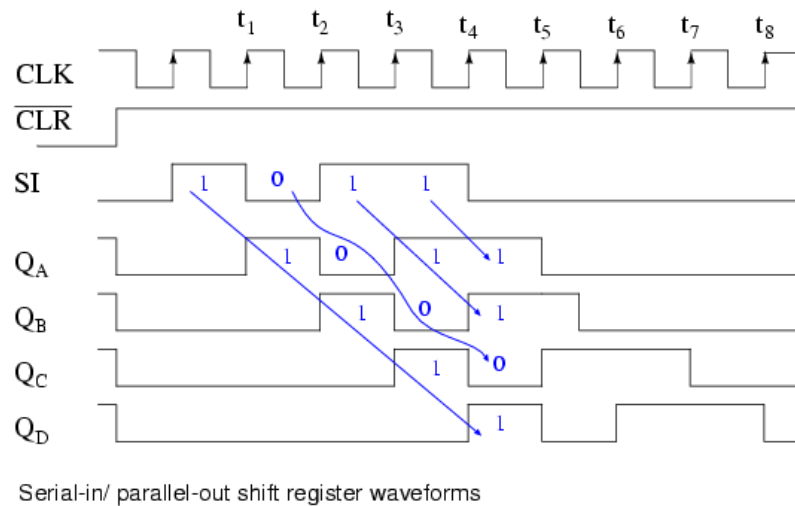 t1 t2 t3 t4 t5 t6 t7 t8
CLK
CLR
SI 1 0 1 1
QA 1 0 1 1
QB 1 0 1
QC 1 0
QD 1
Serial-in/ parallel-out shift register waveforms